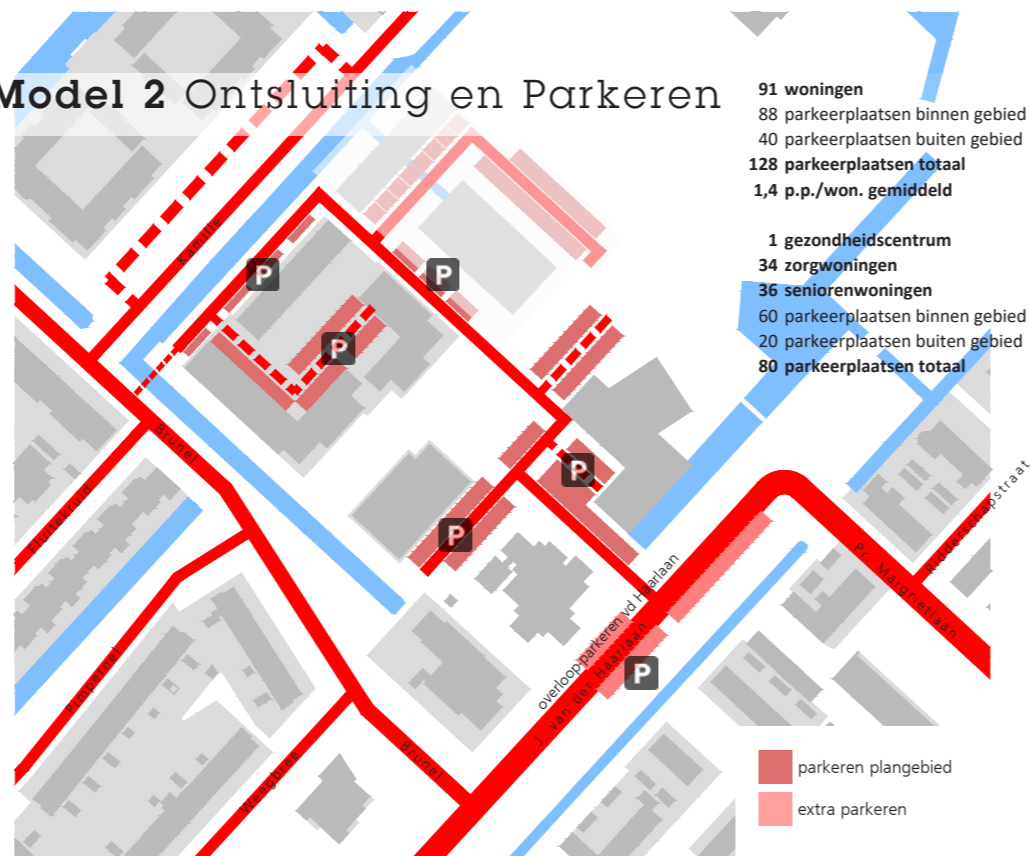 Model 2 Ontsluiting en Parkeren
91 woningen
88 parkeerplaatsen binnen gebied
40 parkeerplaatsen buiten gebied
128 parkeerplaatsen totaal
1,4 p.p./won. gemiddeld
1 gezondheidscentrum
34 zorgwoningen
36 seniorenwoningen
60 parkeerplaatsen binnen gebied
20 parkeerplaatsen buiten gebied
80 parkeerplaatsen totaal
Kamille
P
P
P
Brunel
P
Fluitekruid
P
Ridderschapstraat
Pr. Margrietlaan
overloop-parkeren vd Haarlaan
J. van der Haarlaan
P
Pimpernel
Brunel
Weegbree
parkeren plangebied
extra parkeren